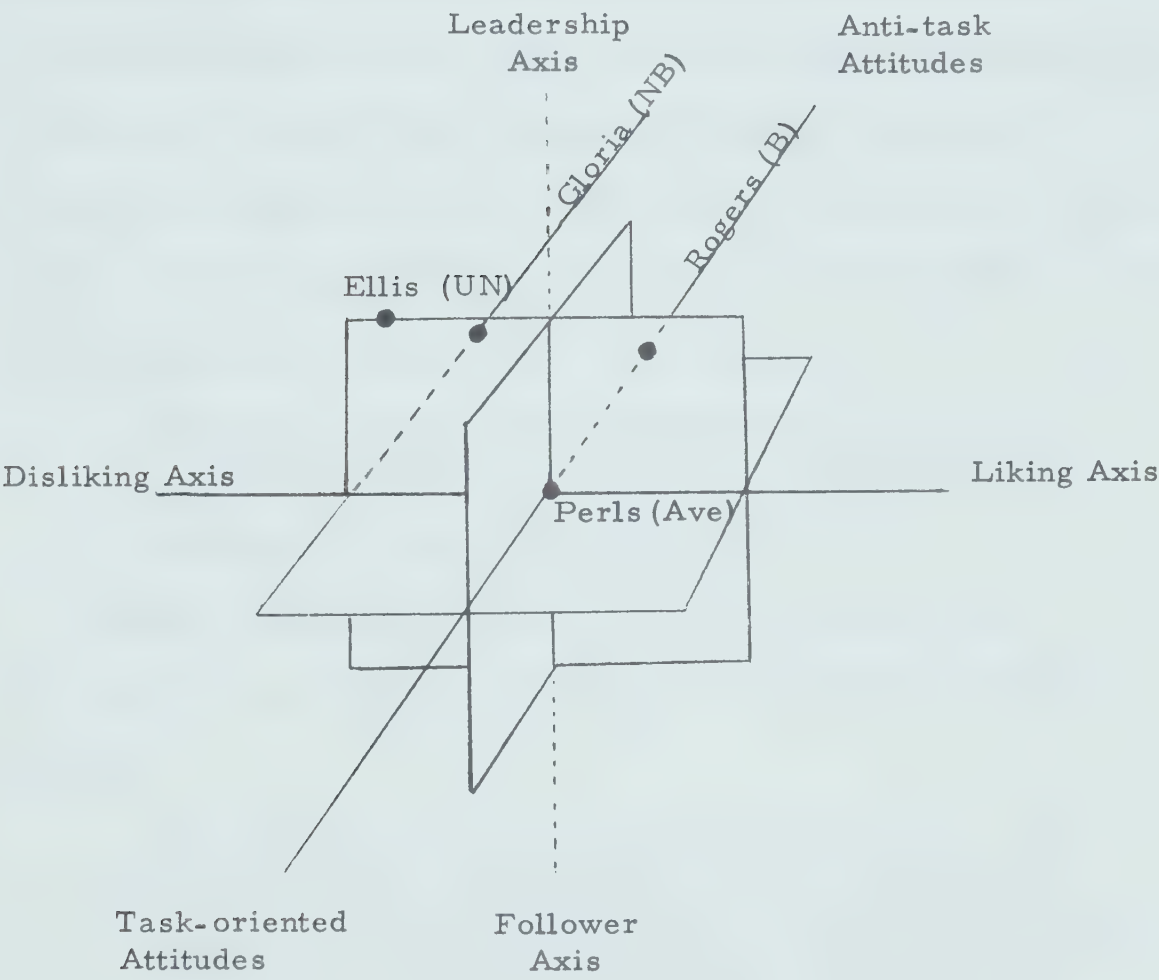 Leadership
Axis
Anti-task
Attitudes
Gloria (NB)
Rogers (B)
Ellis (UN)
Disliking Axis
Liking Axis
Perls (Ave)
Task-oriented
Attitudes
Follower
Axis